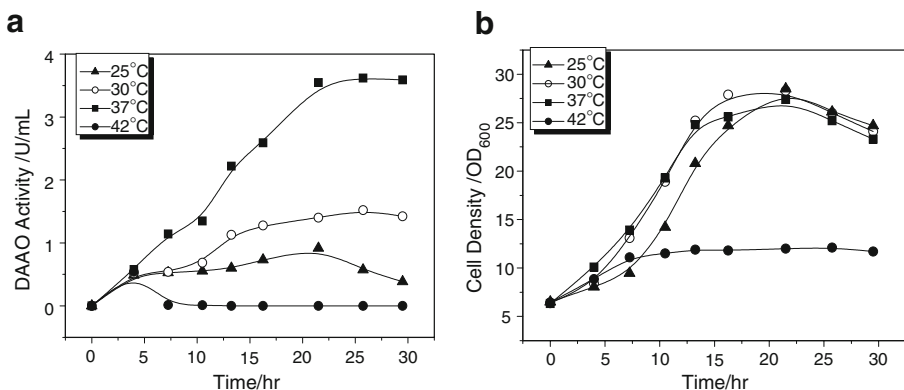 a
4
3
2
1
0
DAAO Activity /U/mL
25°C
30°C
37°C
42°C
0 5 10 15 20 25 30
Time/hr
b
30
25
20
15
10
5
Cell Density /OD600
25°C
30°C
37°C
42°C
0 5 10 15 20 25 30
Time/hr